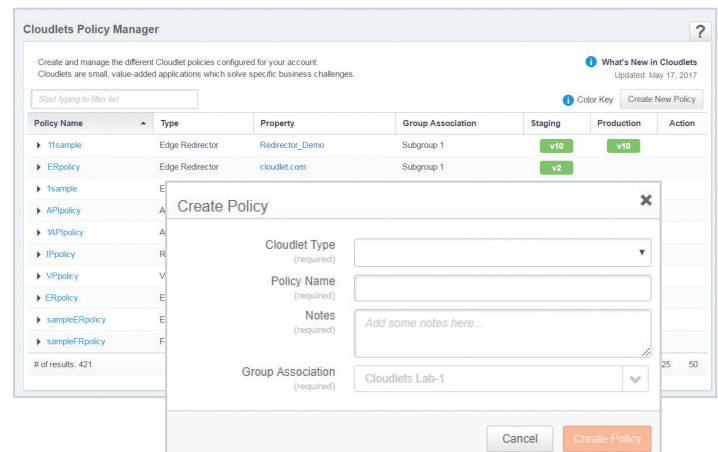 Cloudlets Policy Manager
?
Create and manage the different Cloudlet policies configured for your account.
Cloudlets are small, value-added applications which solve specific business challenges.
What's New in Cloudlets
Updated: May 17, 2017
Start typing to filter list
Color Key
Create New Policy
Policy Name Type Property Group Association Staging Production Action
11sample Edge Redirector Redirector_Demo Subgroup 1 v10 v10
ERpolicy Edge Redirector cloudlet.com Subgroup 1 v2
1sample E
APIpolicy A
1APIpolicy A
IPpolicy R
VPpolicy V
ERpolicy E
sampleERpolicy E
sampleFRpolicy F
# of results: 421 25 50
Create Policy
Cloudlet Type
(required)
Policy Name
(required)
Notes
(required)
Add some notes here...
Group Association
(required)
Cloudlets Lab-1
Cancel
Create Policy